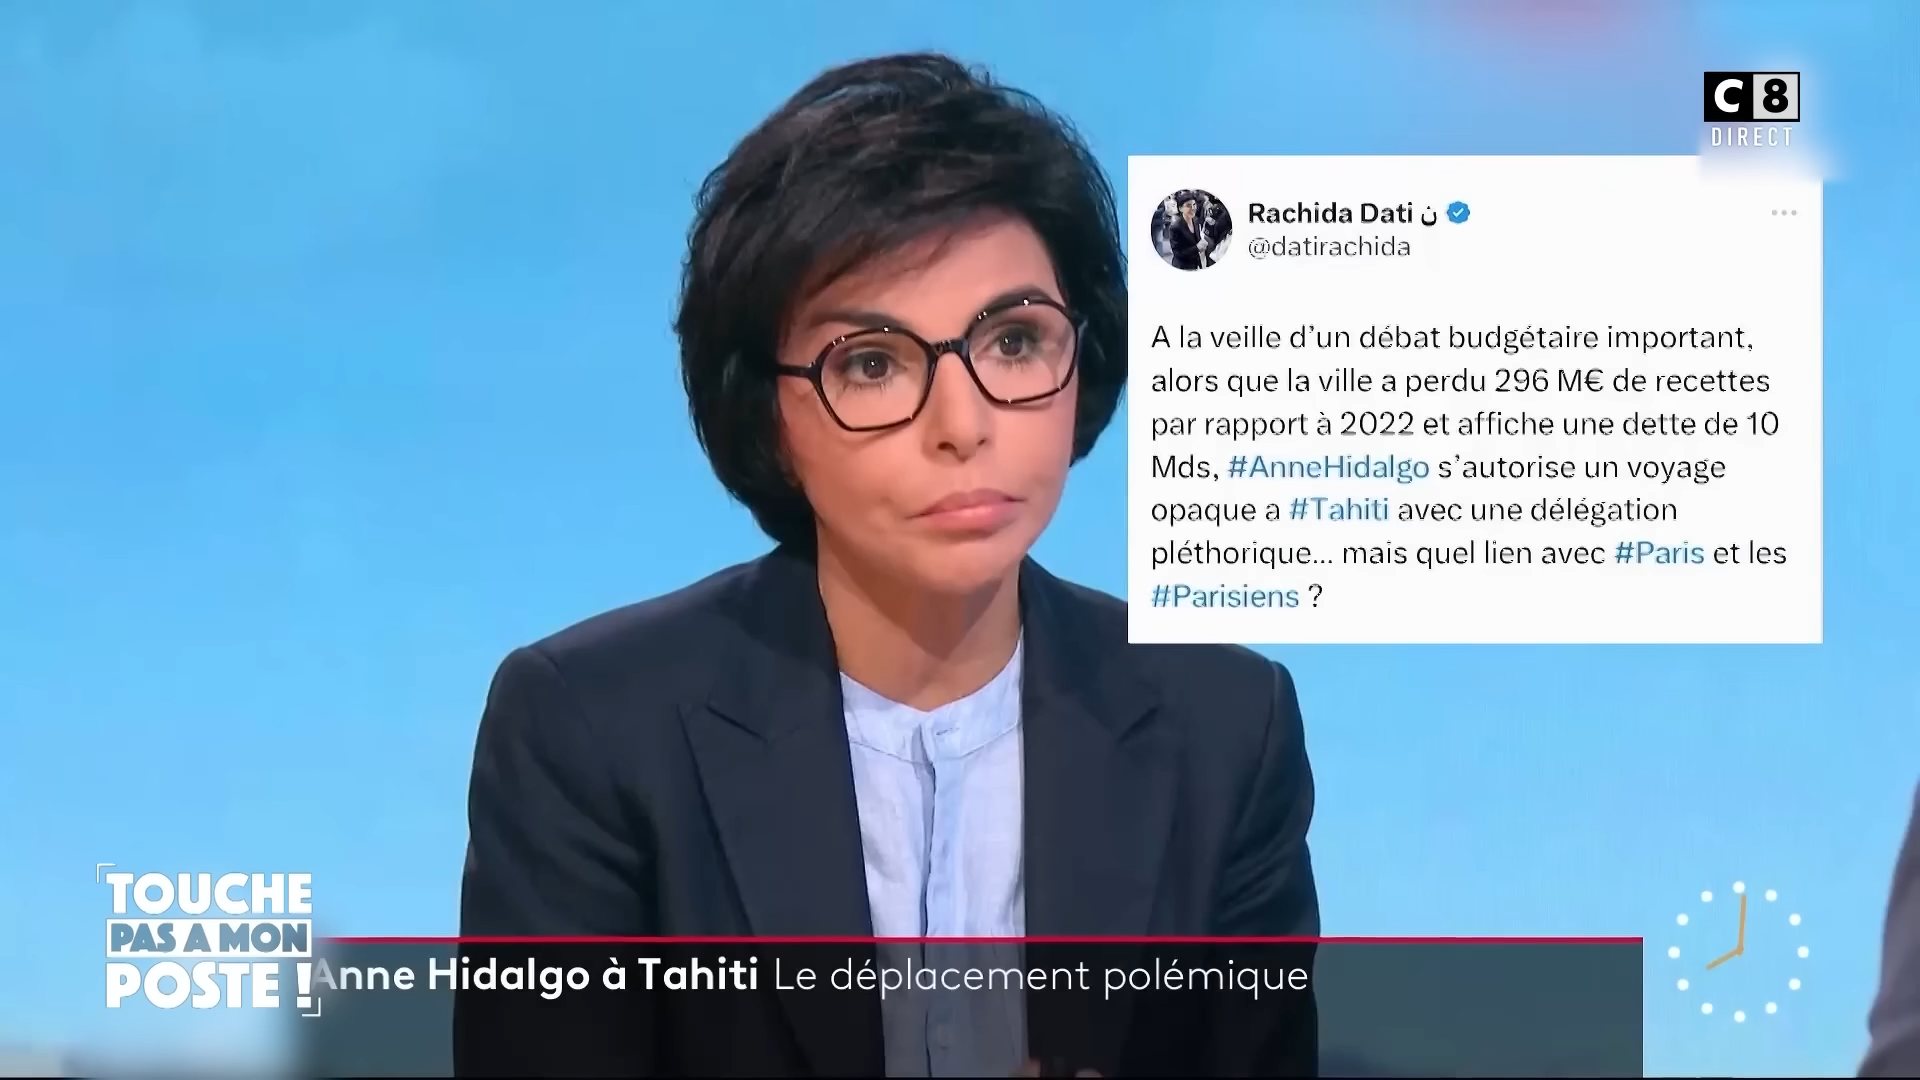 C8
DIRECT
Rachida Dati ن
@datirachida
A la veille d’un débat budgétaire important,
alors que la ville a perdu 296 M€ de recettes
par rapport à 2022 et affiche une dette de 10
Mds, #AnneHidalgo s’autorise un voyage
opaque a #Tahiti avec une délégation
pléthorique... mais quel lien avec #Paris et les
#Parisiens ?
TOUCHE
PAS A MON
POSTE !
Anne Hidalgo à Tahiti Le déplacement polémique